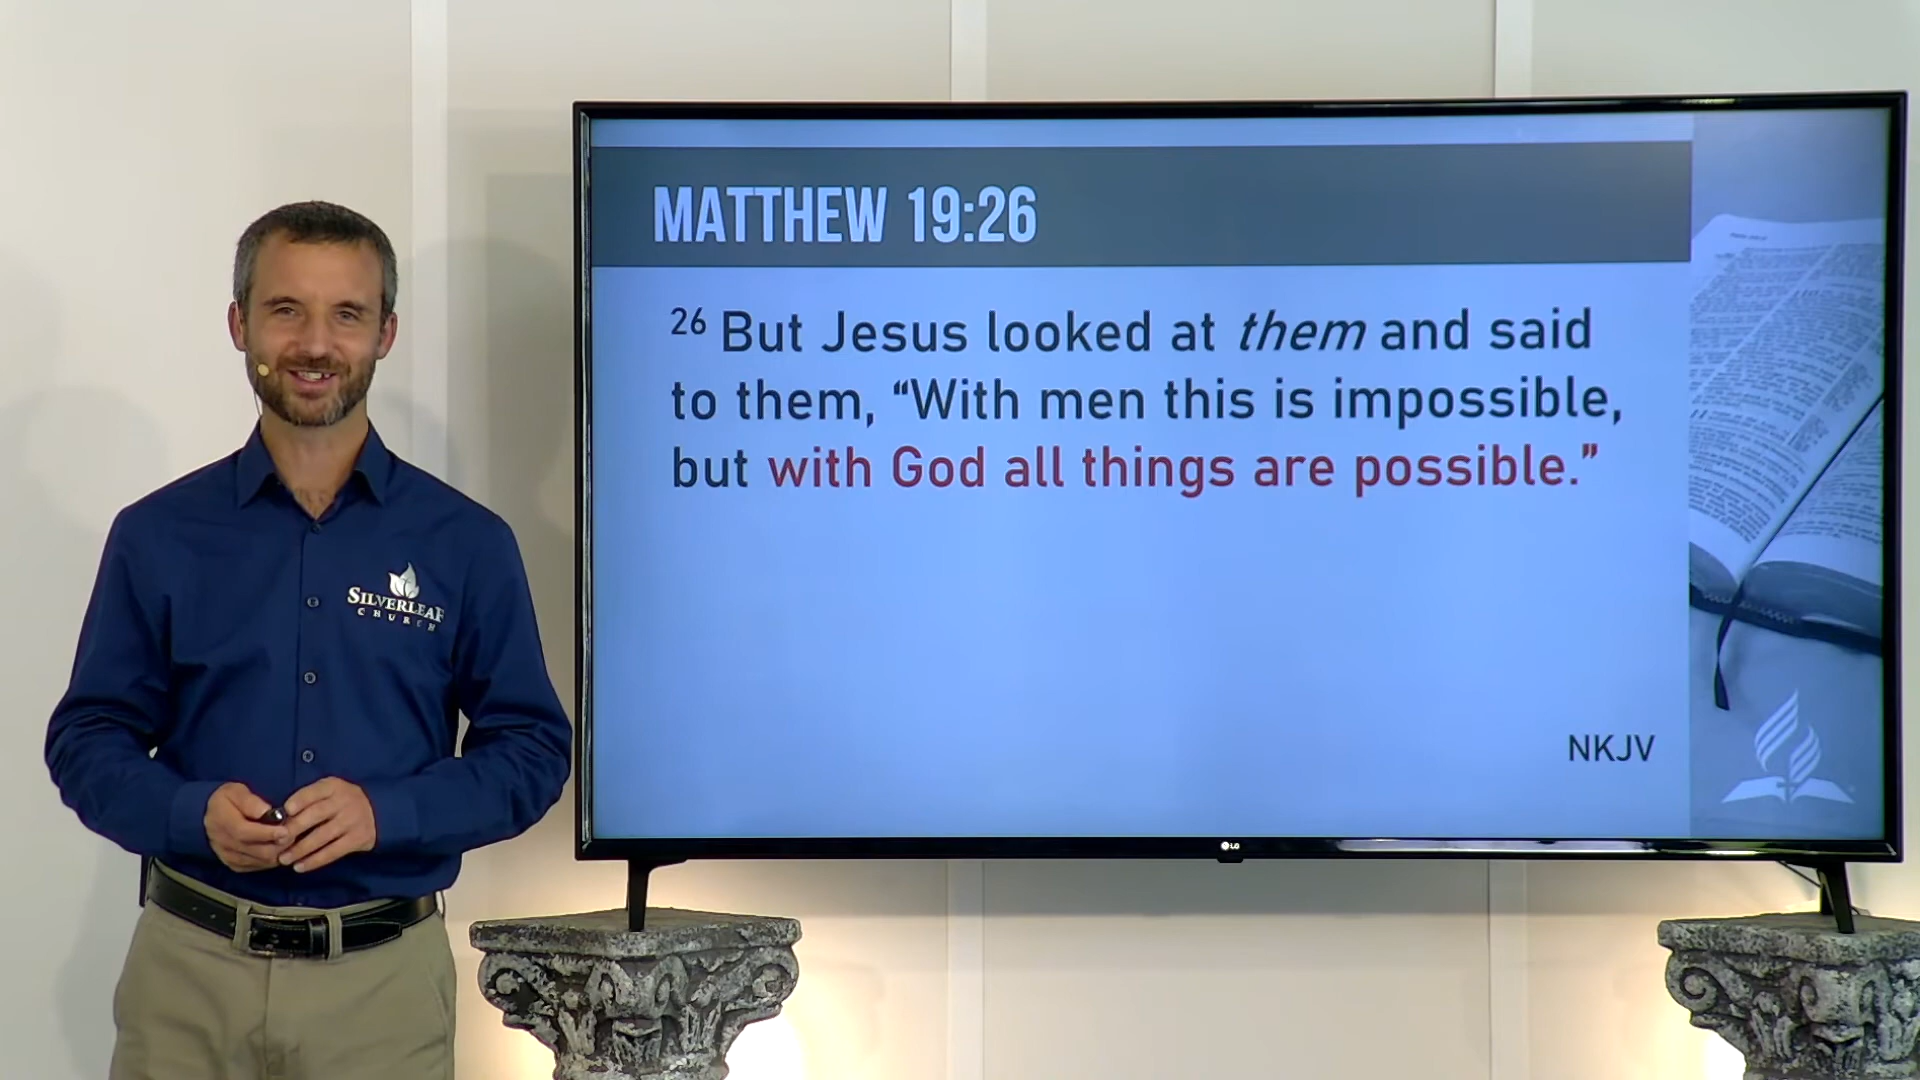 MATTHEW 19:26
26 But Jesus looked at them and said
to them, “With men this is impossible,
but with God all things are possible.”
NKJV
SILVERLEAF
CHURCH
LG